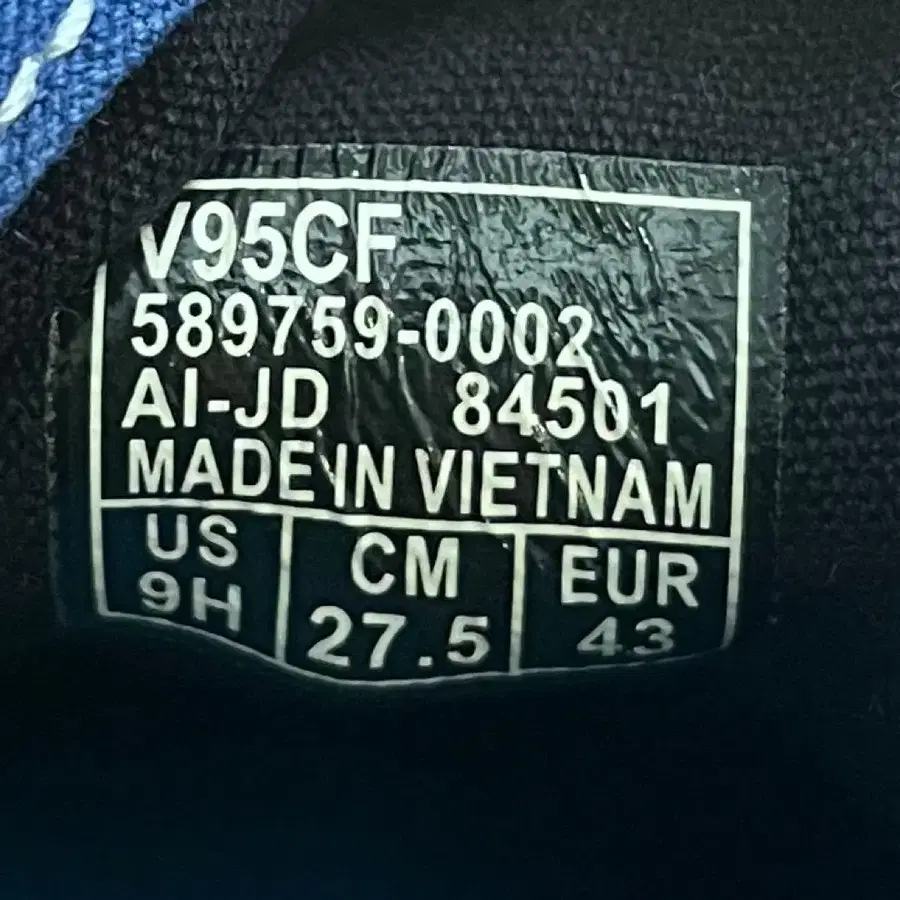 V95CF
589759-0002
AI-JD 84501
MADE IN VIETNAM
US CM EUR
9H 27.5 43